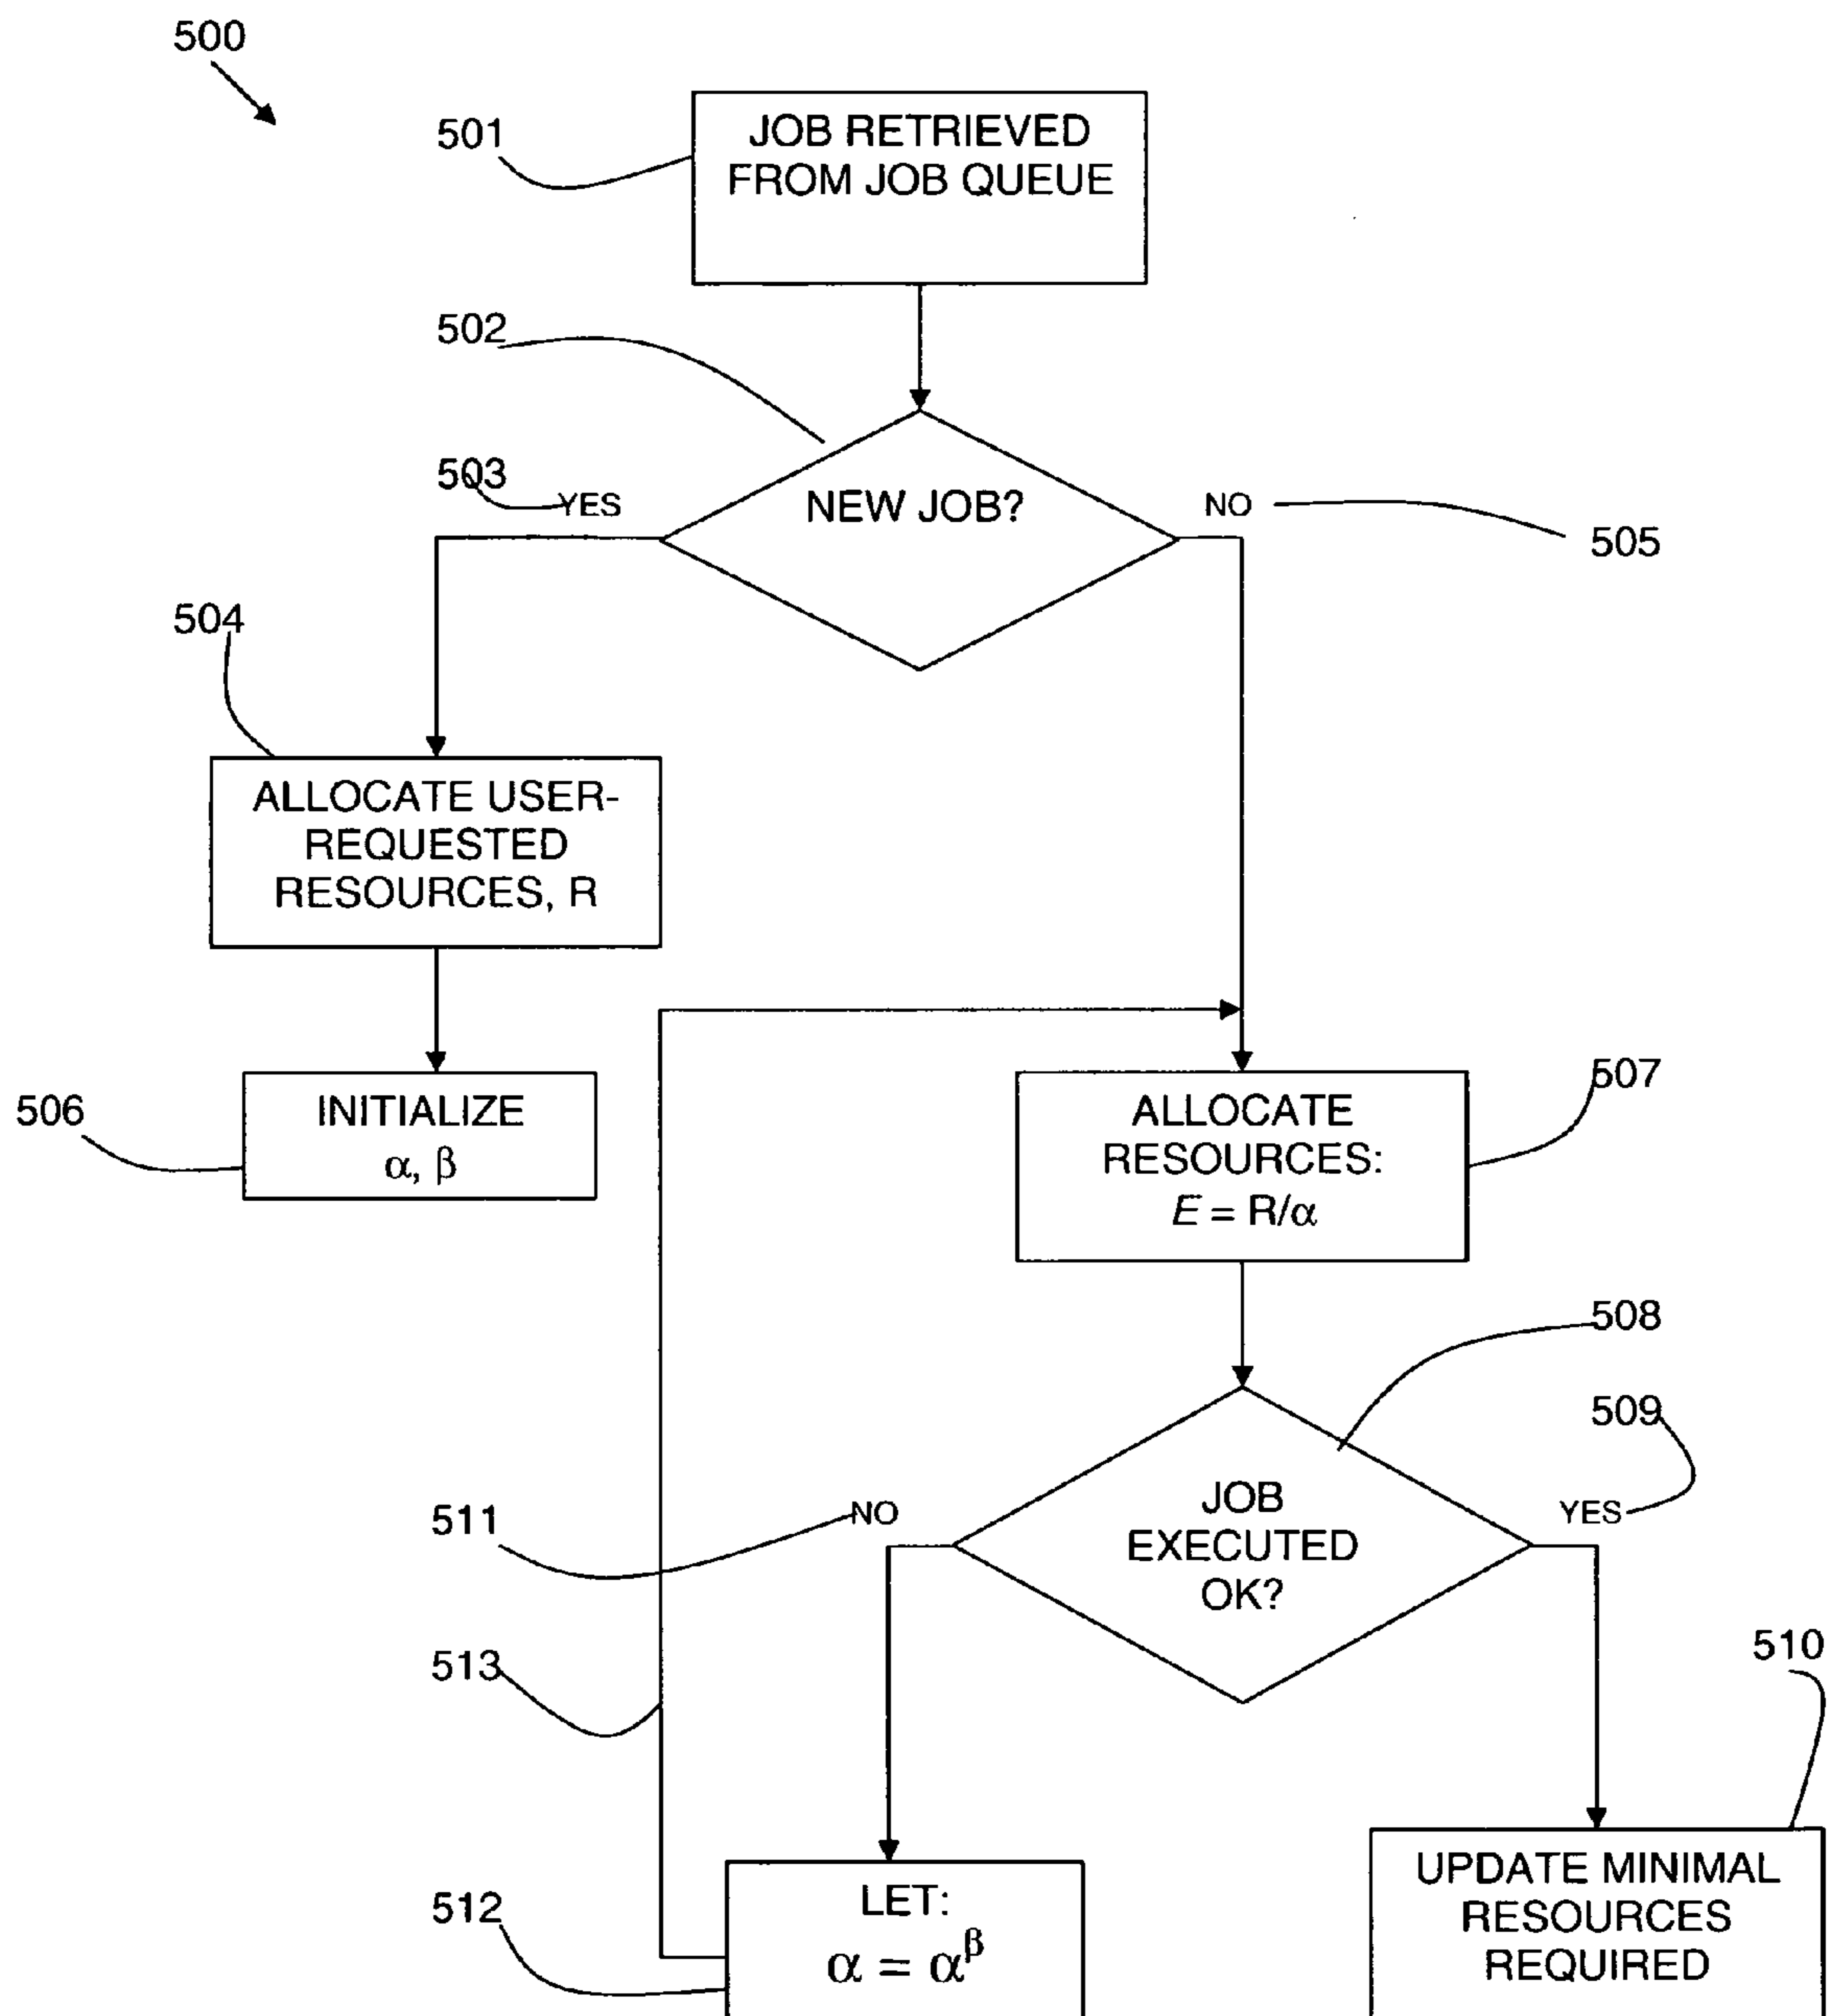 500
501
JOB RETRIEVED
FROM JOB QUEUE
502
503
YES
NEW JOB?
NO
505
504
ALLOCATE USER-
REQUESTED
RESOURCES, R
506
INITIALIZE
α, β
507
ALLOCATE
RESOURCES:
E = R/α
508
509
511
NO
JOB
EXECUTED
OK?
YES
513
510
512
LET:
α = α^β
UPDATE MINIMAL
RESOURCES
REQUIRED